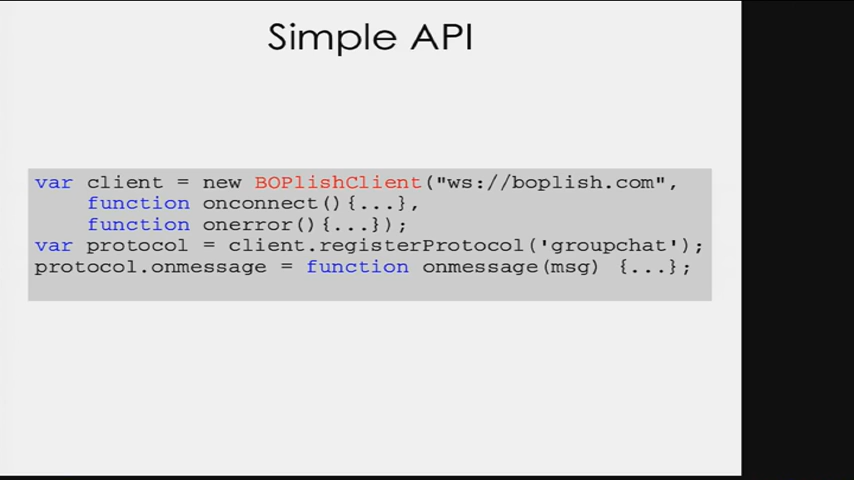 Simple API
var client = new BOPlishClient("ws://boplish.com",
function onconnect(){...},
function onerror(){...});
var protocol = client.registerProtocol('groupchat');
protocol.onmessage = function onmessage(msg) {...};